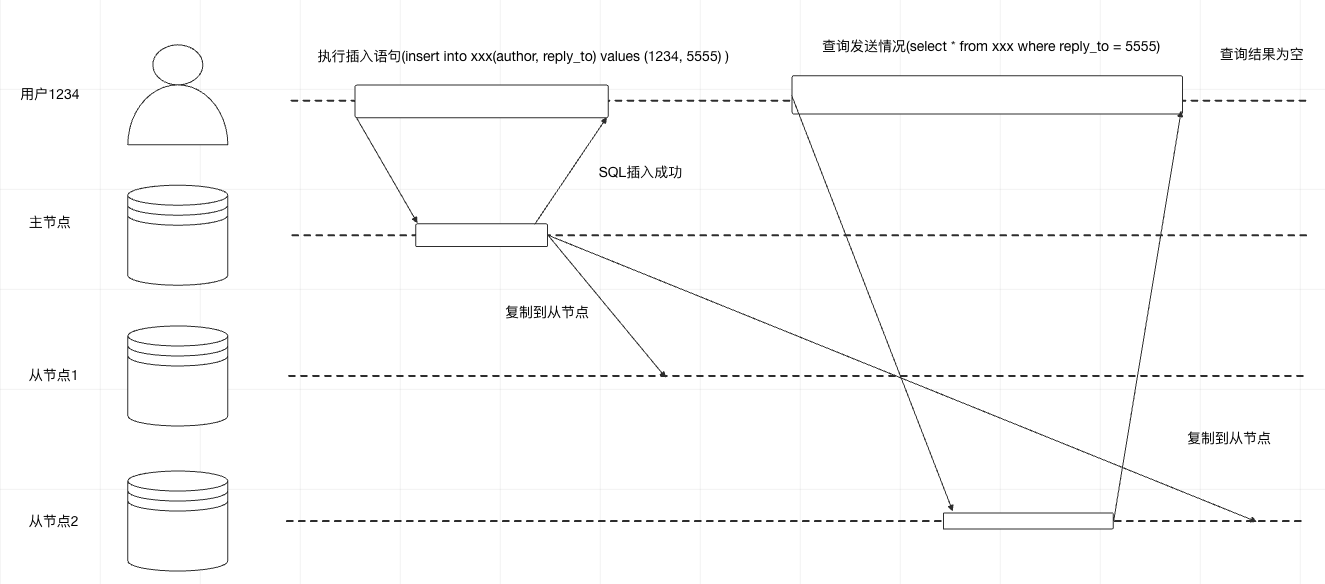 执行插入语句(insert into xxx(author, reply_to) values (1234, 5555) )
查询发送情况(select * from xxx where reply_to = 5555)
查询结果为空
用户1234
SQL插入成功
主节点
复制到从节点
从节点1
复制到从节点
从节点2